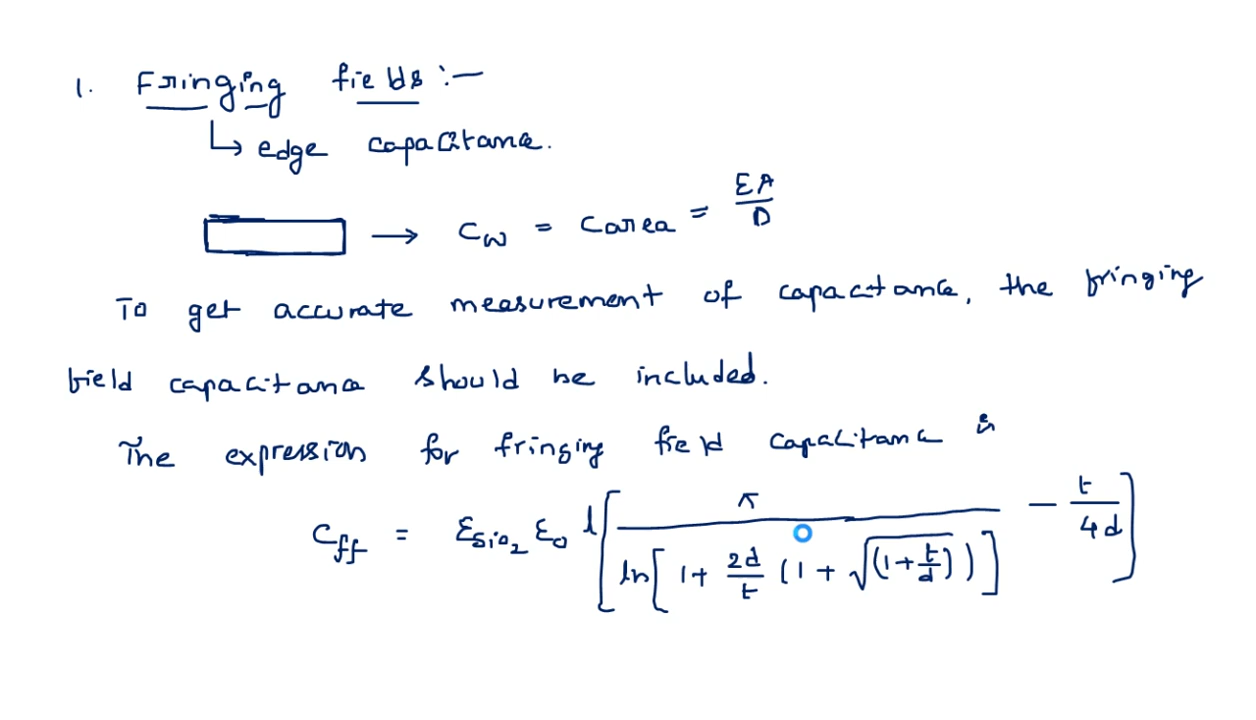 1. Fringing fields :—
↳ edge capacitance.
→ Cw = Carea = EA/D
To get accurate measurement of capacitance, the fringing
field capacitance should be included.
The expression for fringing field capacitance is
Cff = εsio₂ ε₀ l [ π / ln[ 1 + 2d/t (1 + √(1 + t/d) ) ] − t/4d ]